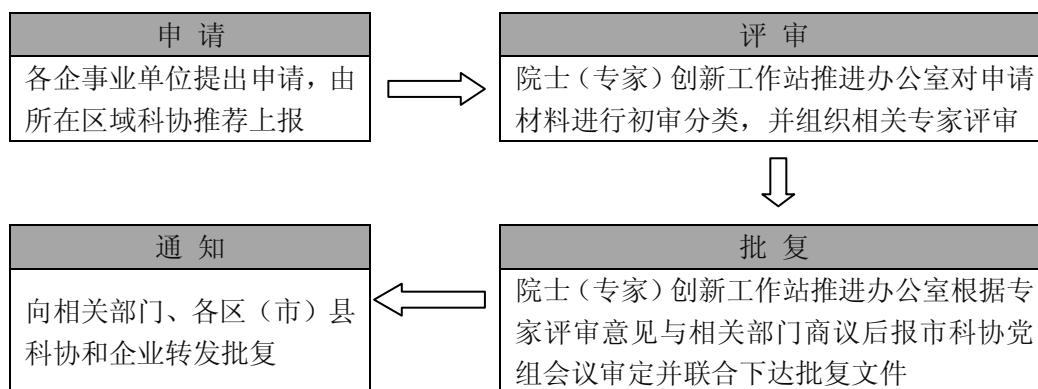 申 请
各企事业单位提出申请，由
所在区域科协推荐上报
评 审
院士（专家）创新工作站推进办公室对申请
材料进行初审分类，并组织相关专家评审
批 复
院士（专家）创新工作站推进办公室根据专
家评审意见与相关部门商议后报市科协党
组会议审定并联合下达批复文件
通 知
向相关部门、各区（市）县
科协和企业转发批复